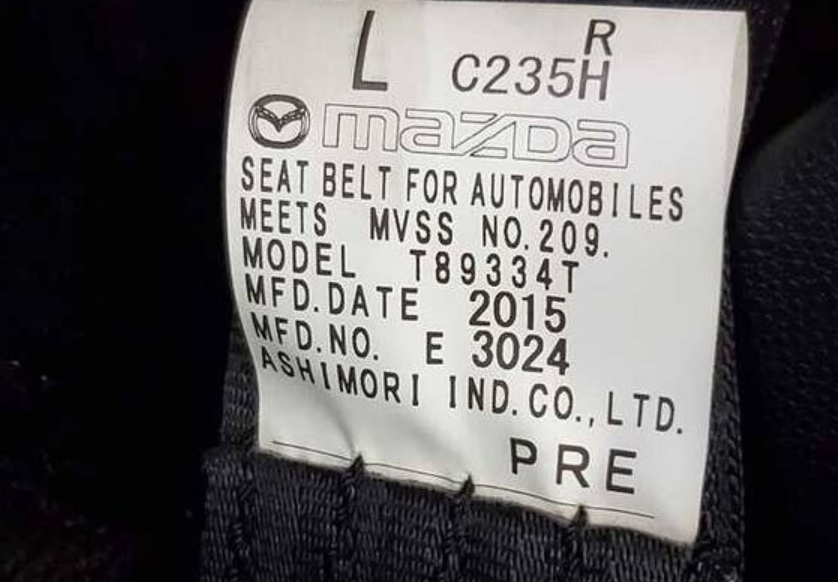 R
L C235H
mazda
SEAT BELT FOR AUTOMOBILES
MEETS MVSS NO.209.
MODEL T89334T
MFD.DATE 2015
MFD.NO. E 3024
ASHIMORI IND.CO.,LTD.
PRE